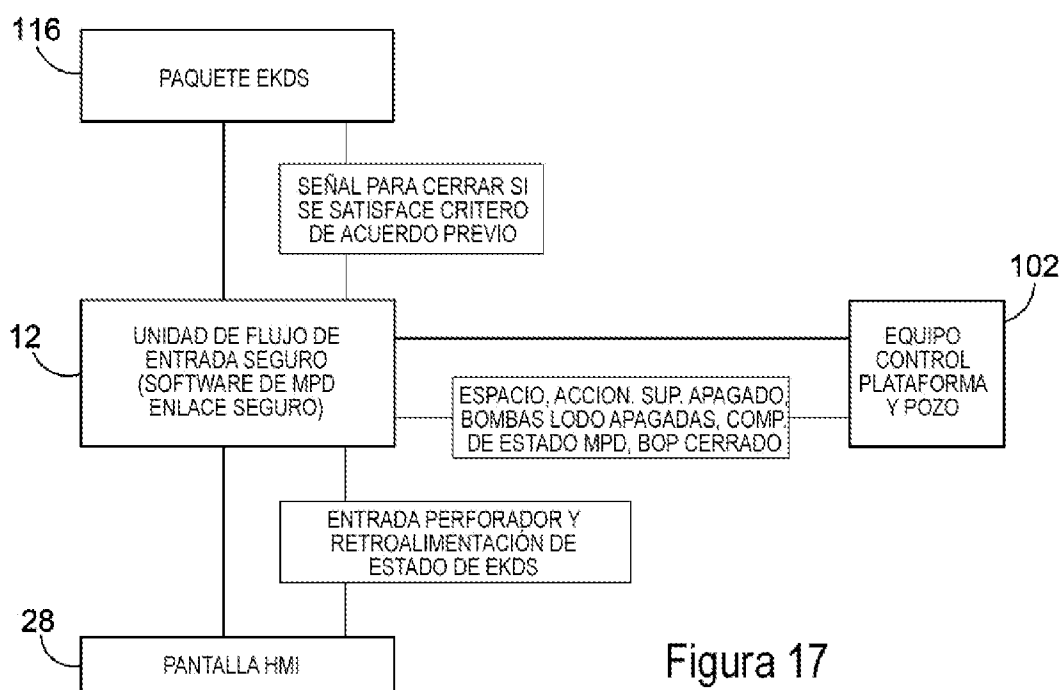 116
PAQUETE EKDS
SEÑAL PARA CERRAR SI
SE SATISFACE CRITERO
DE ACUERDO PREVIO
12
UNIDAD DE FLUJO DE
ENTRADA SEGURO
(SOFTWARE DE MPD
ENLACE SEGURO)
102
EQUIPO
CONTROL
PLATAFORMA
Y POZO
ESPACIO, ACCION. SUP. APAGADO,
BOMBAS LODO APAGADAS, COMP.
DE ESTADO MPD, BOP CERRADO
ENTRADA PERFORADOR Y
RETROALIMENTACIÓN DE
ESTADO DE EKDS
28
PANTALLA HMI
Figura 17